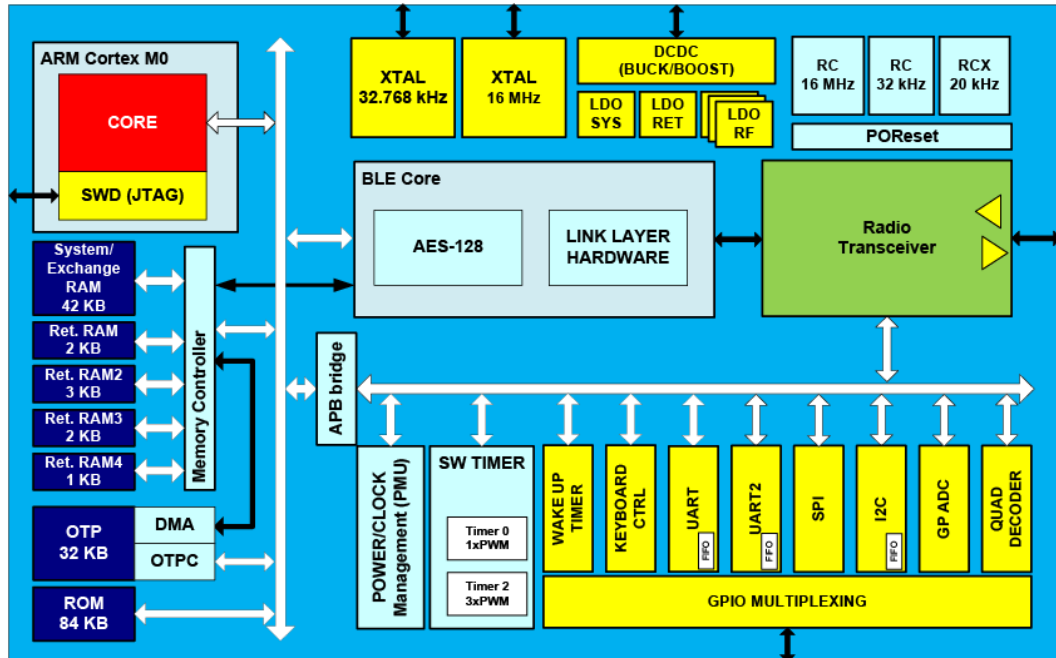 ARM Cortex M0
CORE
SWD (JTAG)
XTAL
32.768 kHz
XTAL
16 MHz
DCDC
(BUCK/BOOST)
LDO
SYS
LDO
RET
LDO
RF
RC
16 MHz
RC
32 kHz
RCX
20 kHz
POReset
BLE Core
AES-128
LINK LAYER
HARDWARE
Radio
Transceiver
System/
Exchange
RAM
42 KB
Ret. RAM
2 KB
Ret. RAM2
3 KB
Ret. RAM3
2 KB
Ret. RAM4
1 KB
Memory Controller
OTP
32 KB
DMA
OTPC
ROM
84 KB
APB bridge
POWER/CLOCK
Management (PMU)
SW TIMER
Timer 0
1xPWM
Timer 2
3xPWM
WAKE UP
TIMER
KEYBOARD
CTRL
UART
FIFO
UART2
FFO
SPI
I2C
FIFO
GP ADC
QUAD
DECODER
GPIO MULTIPLEXING